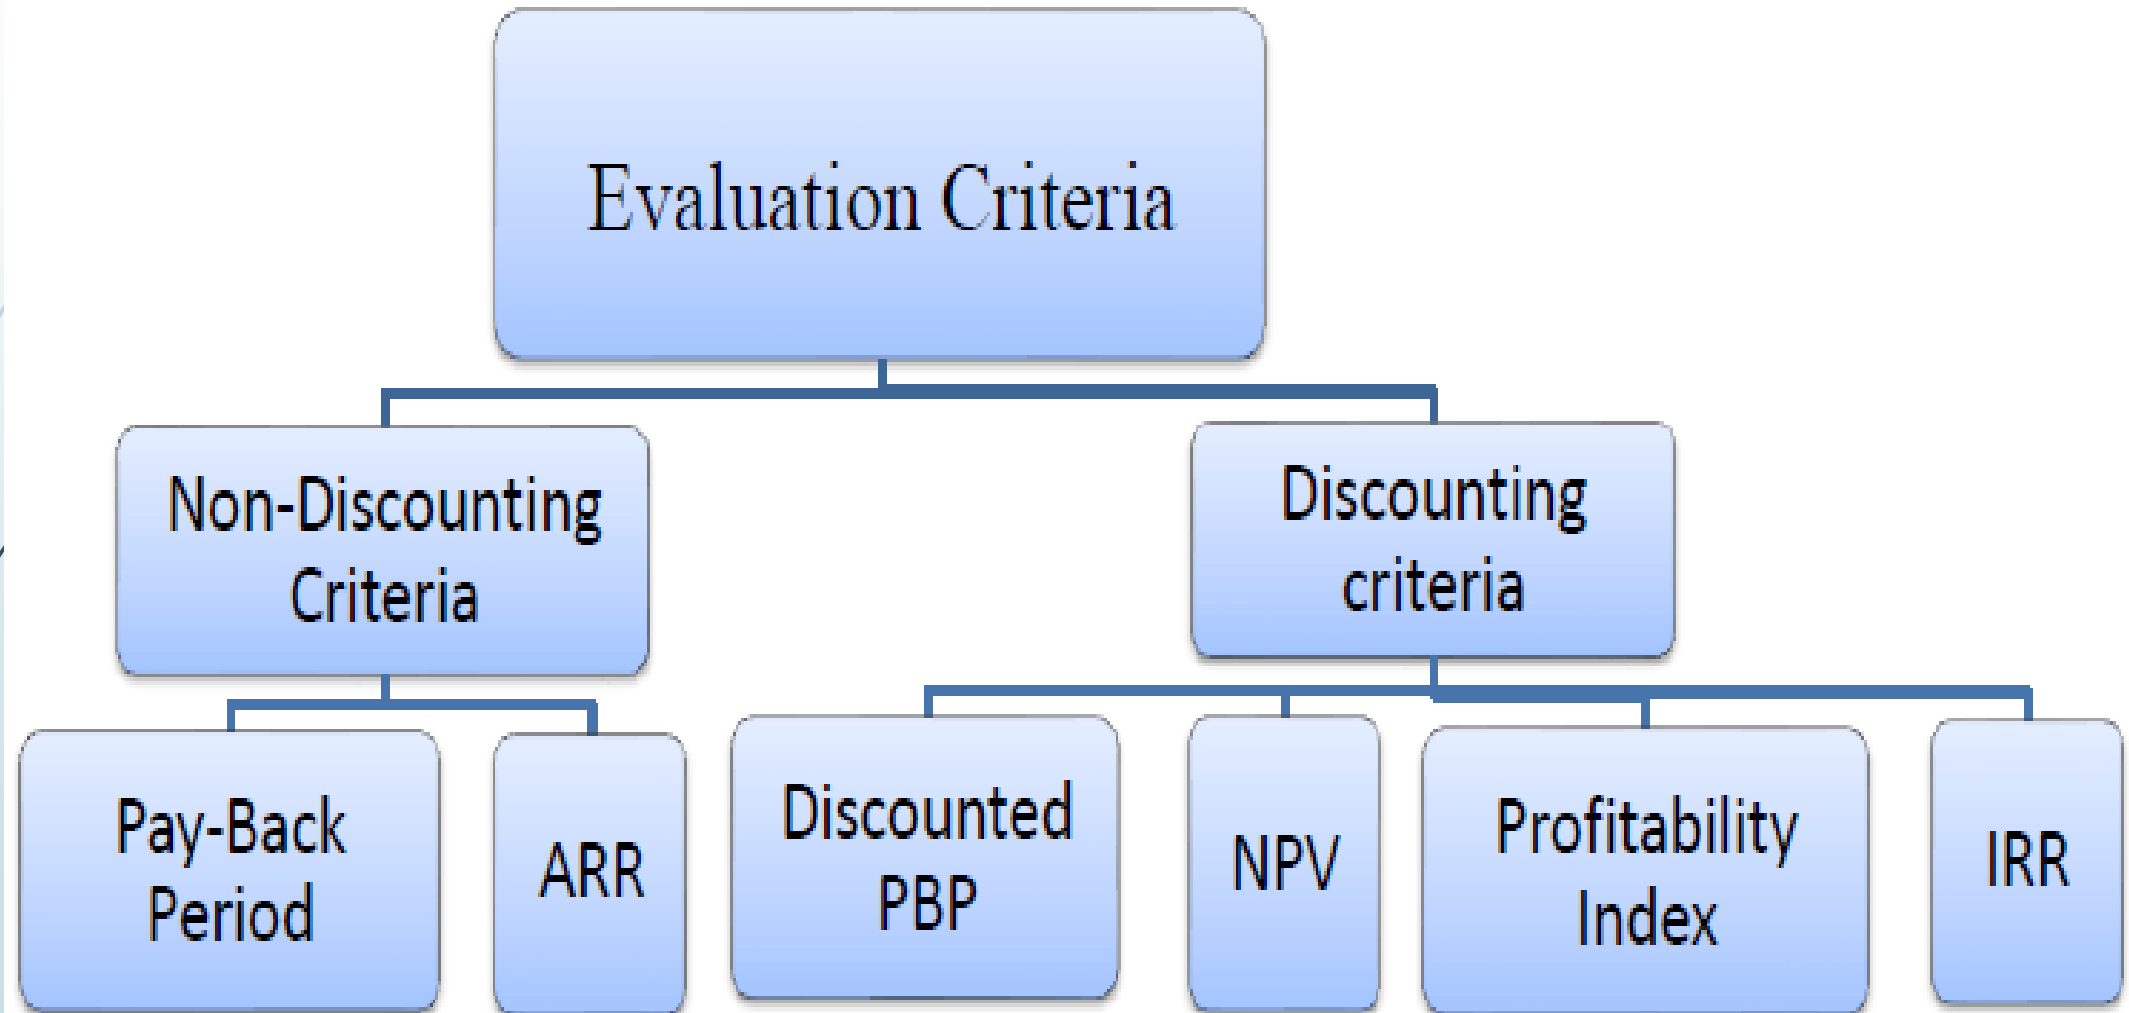 Evaluation Criteria
Non-Discounting
Criteria
Discounting
criteria
Pay-Back
Period
ARR
Discounted
PBP
NPV
Profitability
Index
IRR